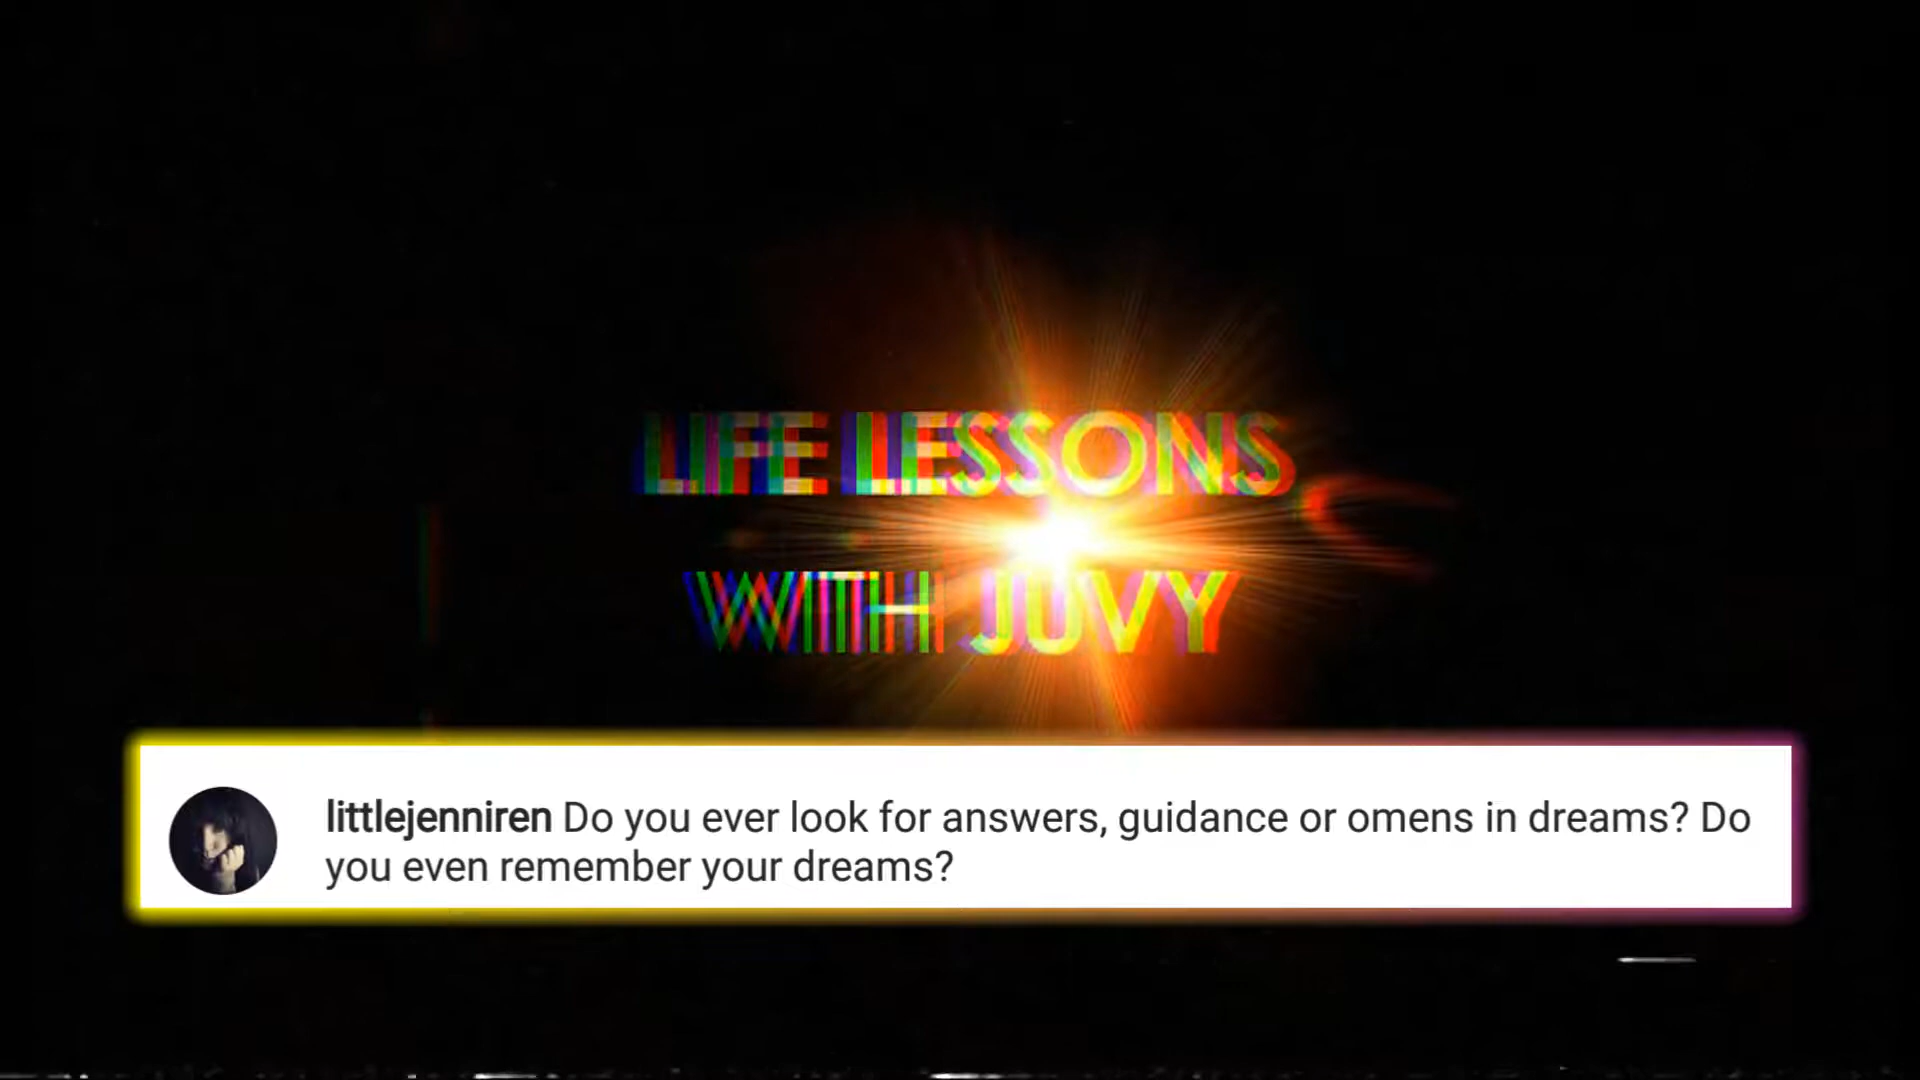 LIFE LESSONS
WITH JUVY
littlejenniren Do you ever look for answers, guidance or omens in dreams? Do
you even remember your dreams?